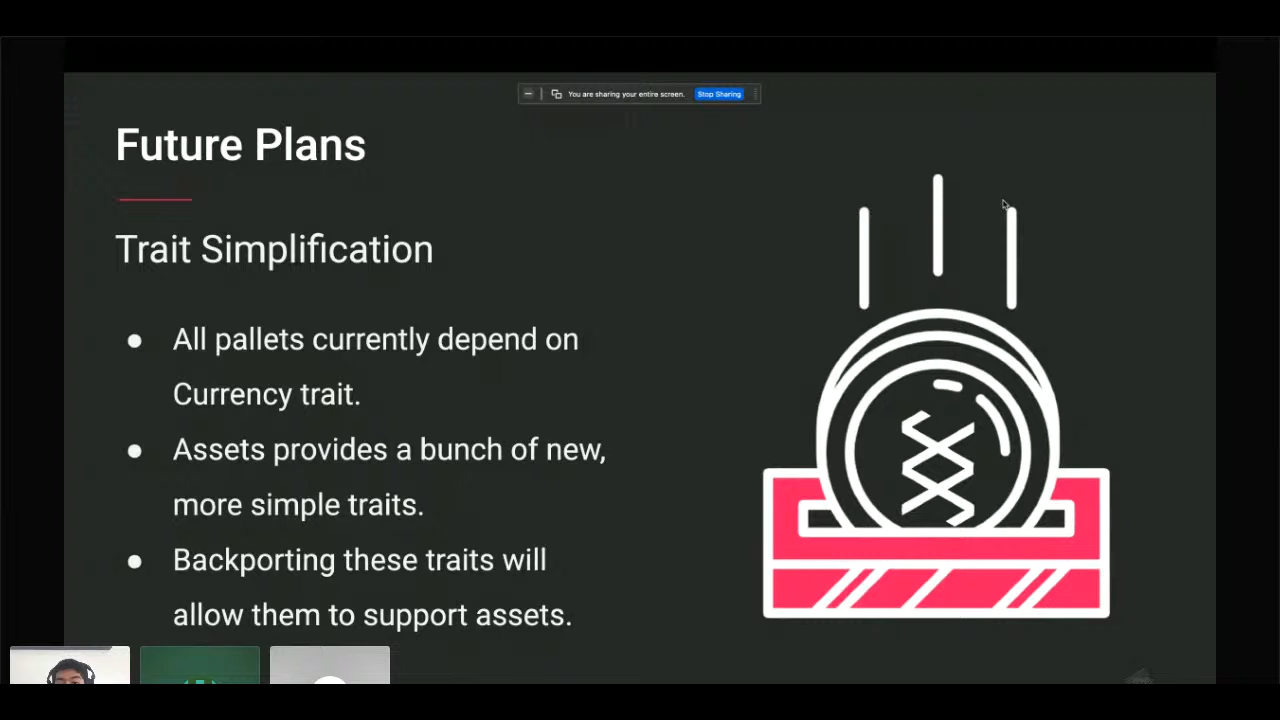 You are sharing your entire screen. Stop Sharing
Future Plans
Trait Simplification
● All pallets currently depend on
Currency trait.
● Assets provides a bunch of new,
more simple traits.
● Backporting these traits will
allow them to support assets.